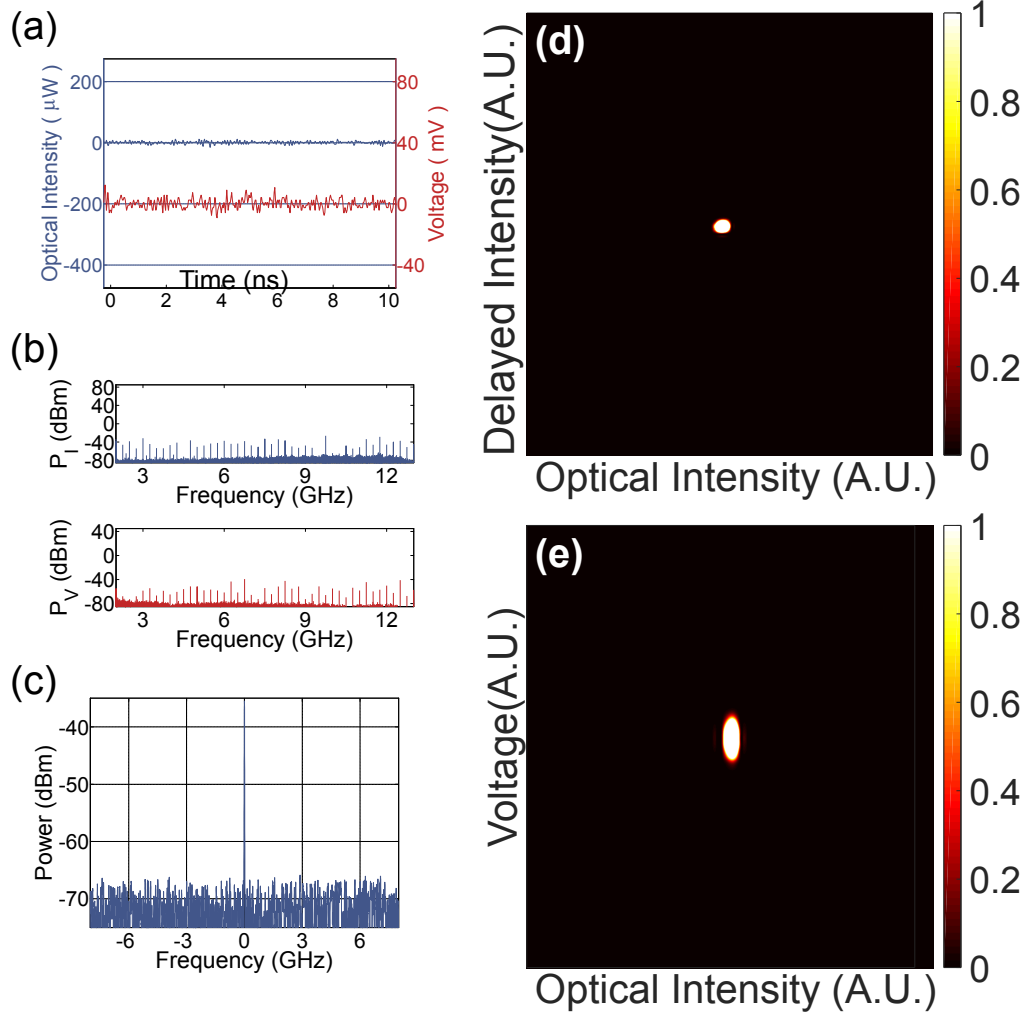 (a)
Optical Intensity ( μW )
200
0
-200
-400
80
40
0
-40
Voltage ( mV )
Time (ns)
0 2 4 6 8 10
(b)
P_I (dBm)
80
40
0
-40
-80
3 6 9 12
Frequency (GHz)
P_V (dBm)
40
0
-40
-80
3 6 9 12
Frequency (GHz)
(c)
Power (dBm)
-40
-50
-60
-70
-6 -3 0 3 6
Frequency (GHz)
(d)
Delayed Intensity(A.U.)
Optical Intensity (A.U.)
1
0.8
0.6
0.4
0.2
0
(e)
Voltage(A.U.)
Optical Intensity (A.U.)
1
0.8
0.6
0.4
0.2
0